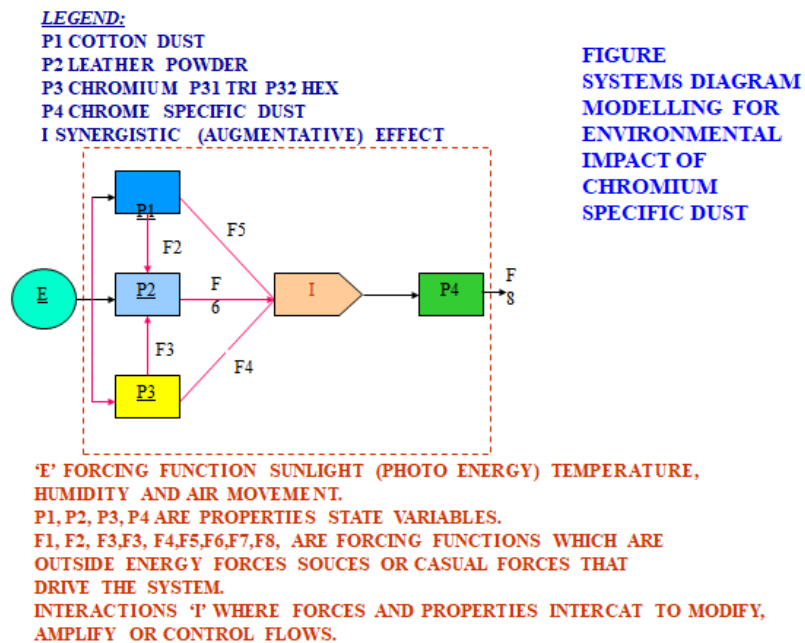 LEGEND:
P1 COTTON DUST
P2 LEATHER POWDER
P3 CHROMIUM P31 TRI P32 HEX
P4 CHROME SPECIFIC DUST
I SYNERGISTIC (AUGMENTATIVE) EFFECT
FIGURE
SYSTEMS DIAGRAM
MODELLING FOR
ENVIRONMENTAL
IMPACT OF
CHROMIUM
SPECIFIC DUST
P1
F5
F2
E
P2
F
6
I
P4
F
8
F3
F4
P3
‘E’ FORCING FUNCTION SUNLIGHT (PHOTO ENERGY) TEMPERATURE,
HUMIDITY AND AIR MOVEMENT.
P1, P2, P3, P4 ARE PROPERTIES STATE VARIABLES.
F1, F2, F3,F3, F4,F5,F6,F7,F8, ARE FORCING FUNCTIONS WHICH ARE
OUTSIDE ENERGY FORCES SOUCES OR CASUAL FORCES THAT
DRIVE THE SYSTEM.
INTERACTIONS ‘I’ WHERE FORCES AND PROPERTIES INTERCAT TO MODIFY,
AMPLIFY OR CONTROL FLOWS.